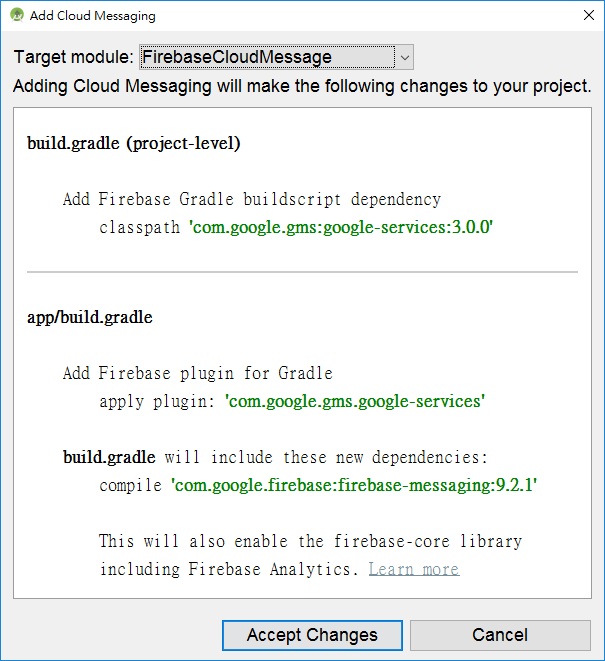 Add Cloud Messaging
Target module: FirebaseCloudMessage
Adding Cloud Messaging will make the following changes to your project.
build.gradle (project-level)
Add Firebase Gradle buildscript dependency
classpath 'com.google.gms:google-services:3.0.0'
app/build.gradle
Add Firebase plugin for Gradle
apply plugin: 'com.google.gms.google-services'
build.gradle will include these new dependencies:
compile 'com.google.firebase:firebase-messaging:9.2.1'
This will also enable the firebase-core library
including Firebase Analytics. Learn more
Accept Changes Cancel